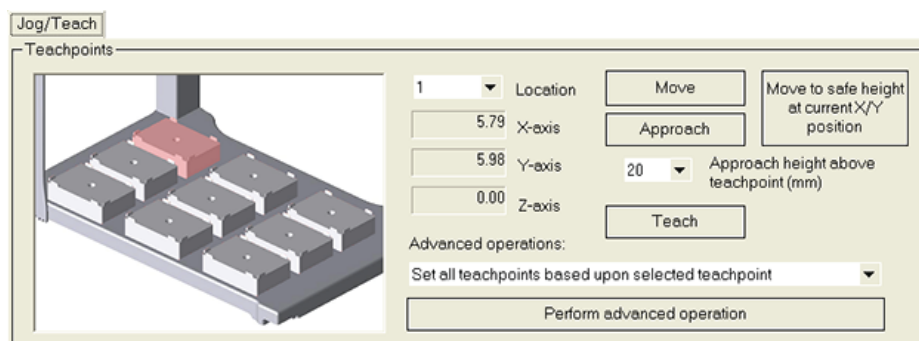 Jog/Teach
Teachpoints
1 Location
5.79 X-axis
5.98 Y-axis
0.00 Z-axis
Move
Approach
Move to safe height
at current X/Y
position
20 Approach height above
teachpoint (mm)
Teach
Advanced operations:
Set all teachpoints based upon selected teachpoint
Perform advanced operation